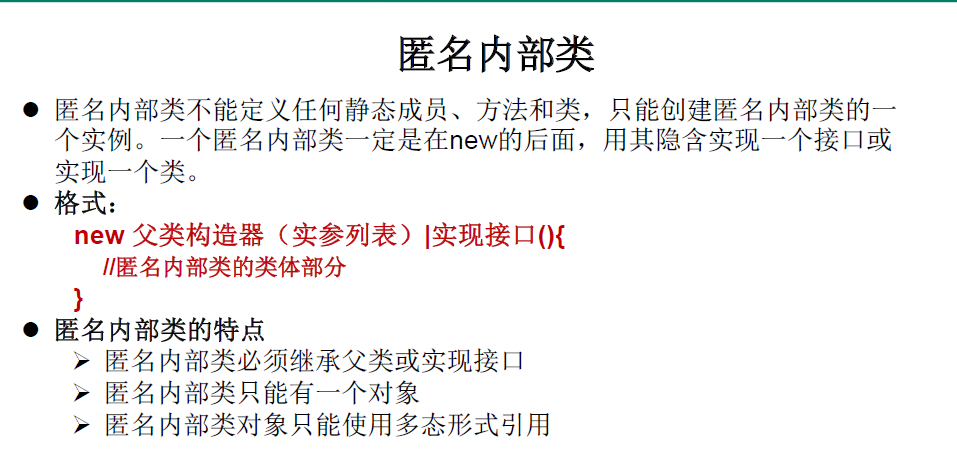 匿名内部类
● 匿名内部类不能定义任何静态成员、方法和类，只能创建匿名内部类的一
个实例。一个匿名内部类一定是在new的后面，用其隐含实现一个接口或
实现一个类。
● 格式：
new 父类构造器（实参列表）|实现接口(){
//匿名内部类的类体部分
}
● 匿名内部类的特点
➢ 匿名内部类必须继承父类或实现接口
➢ 匿名内部类只能有一个对象
➢ 匿名内部类对象只能使用多态形式引用